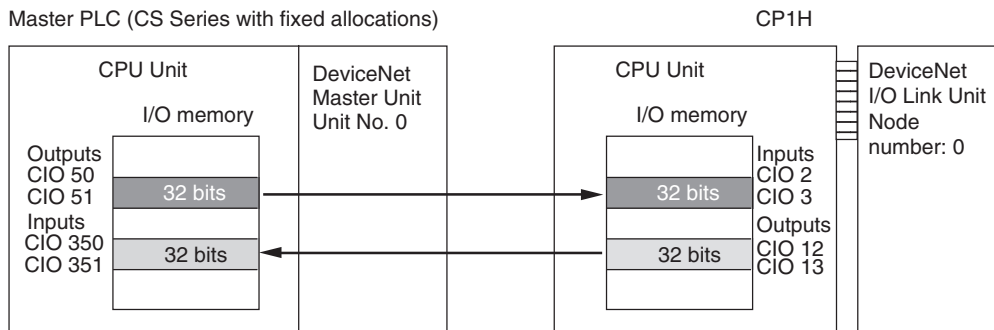 Master PLC (CS Series with fixed allocations)
CP1H
CPU Unit
DeviceNet
Master Unit
Unit No. 0
I/O memory
Outputs
CIO 50
CIO 51
32 bits
Inputs
CIO 350
CIO 351
32 bits
CPU Unit
I/O memory
Inputs
CIO 2
CIO 3
32 bits
Outputs
CIO 12
CIO 13
32 bits
DeviceNet
I/O Link Unit
Node
number: 0